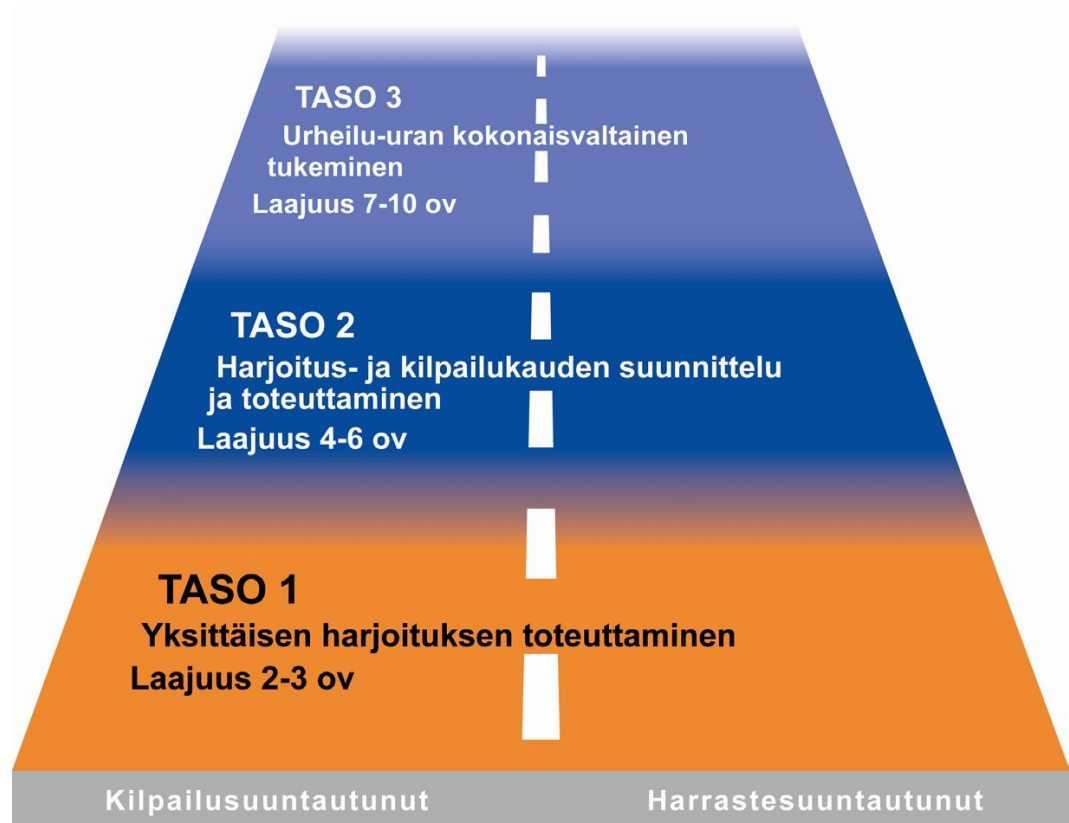 TASO 3
Urheilu-uran kokonaisvaltainen
tukeminen
Laajuus 7-10 ov
TASO 2
Harjoitus- ja kilpailukauden suunnittelu
ja toteuttaminen
Laajuus 4-6 ov
TASO 1
Yksittäisen harjoituksen toteuttaminen
Laajuus 2-3 ov
Kilpailusuuntautunut Harrastesuuntautunut